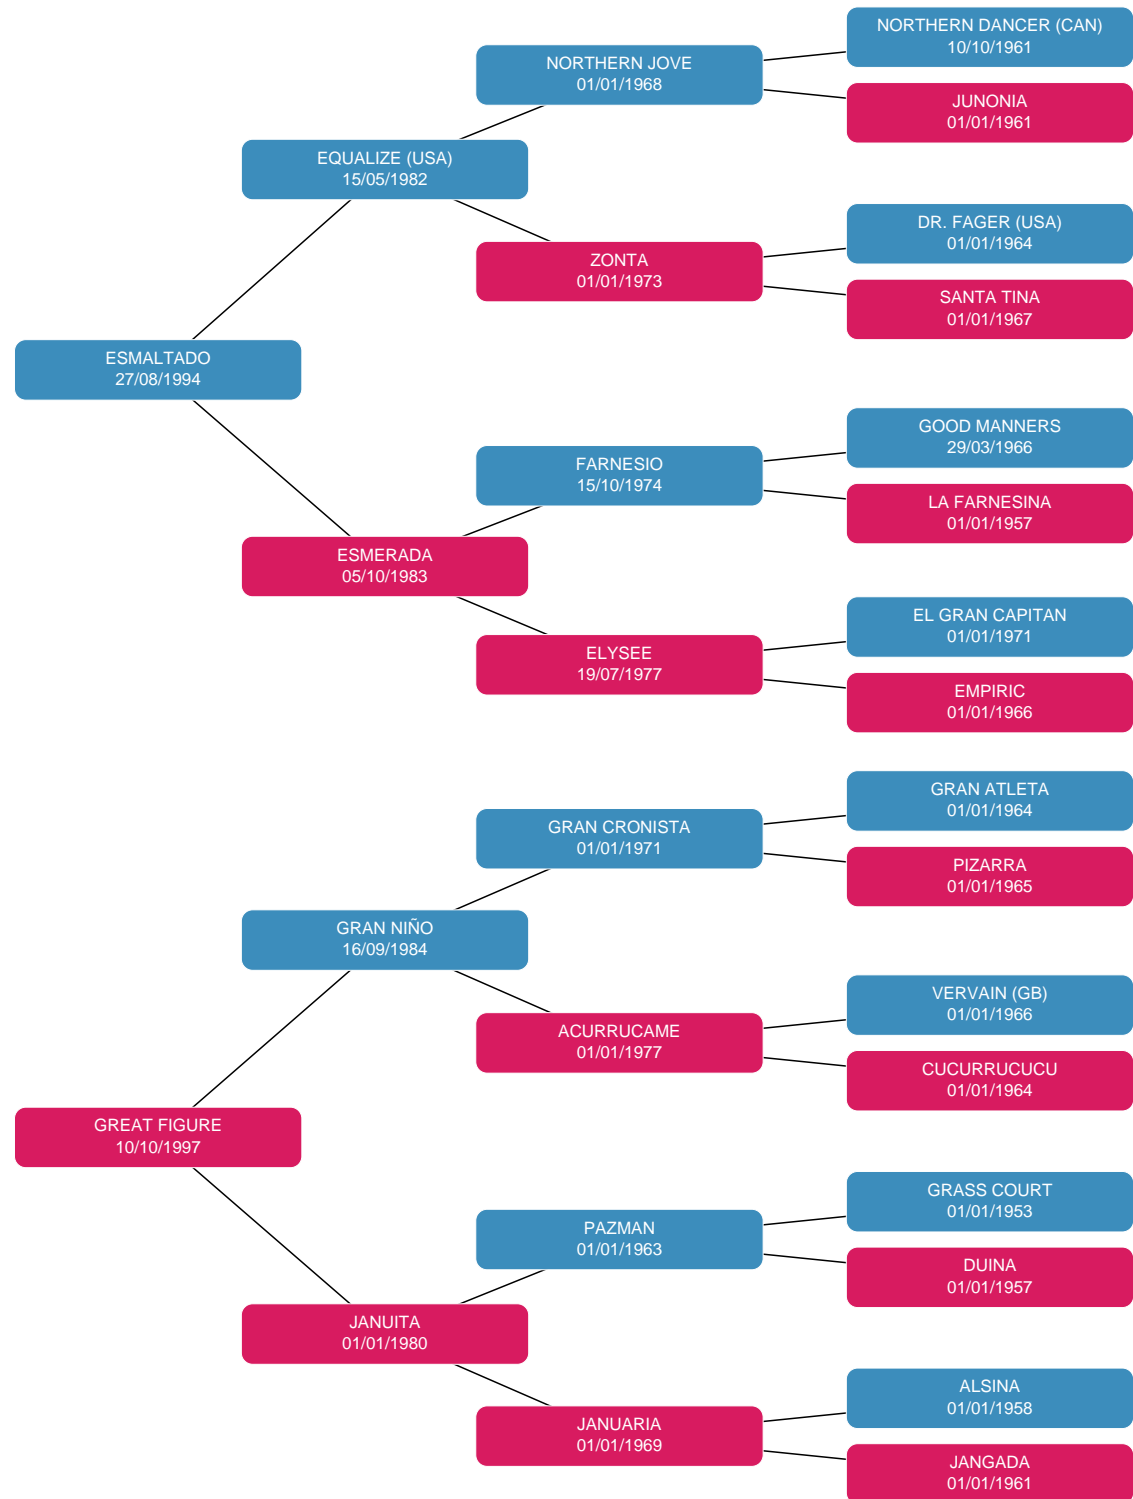 NORTHERN DANCER (CAN)
10/10/1961
NORTHERN JOVE
01/01/1968
JUNONIA
01/01/1961
EQUALIZE (USA)
15/05/1982
DR. FAGER (USA)
01/01/1964
ZONTA
01/01/1973
SANTA TINA
01/01/1967
ESMALTADO
27/08/1994
GOOD MANNERS
29/03/1966
FARNESIO
15/10/1974
LA FARNESINA
01/01/1957
ESMERADA
05/10/1983
EL GRAN CAPITAN
01/01/1971
ELYSEE
19/07/1977
EMPIRIC
01/01/1966
GRAN ATLETA
01/01/1964
GRAN CRONISTA
01/01/1971
PIZARRA
01/01/1965
GRAN NIÑO
16/09/1984
VERVAIN (GB)
01/01/1966
ACURRUCAME
01/01/1977
CUCURRUCUCU
01/01/1964
GREAT FIGURE
10/10/1997
GRASS COURT
01/01/1953
PAZMAN
01/01/1963
DUINA
01/01/1957
JANUITA
01/01/1980
ALSINA
01/01/1958
JANUARIA
01/01/1969
JANGADA
01/01/1961